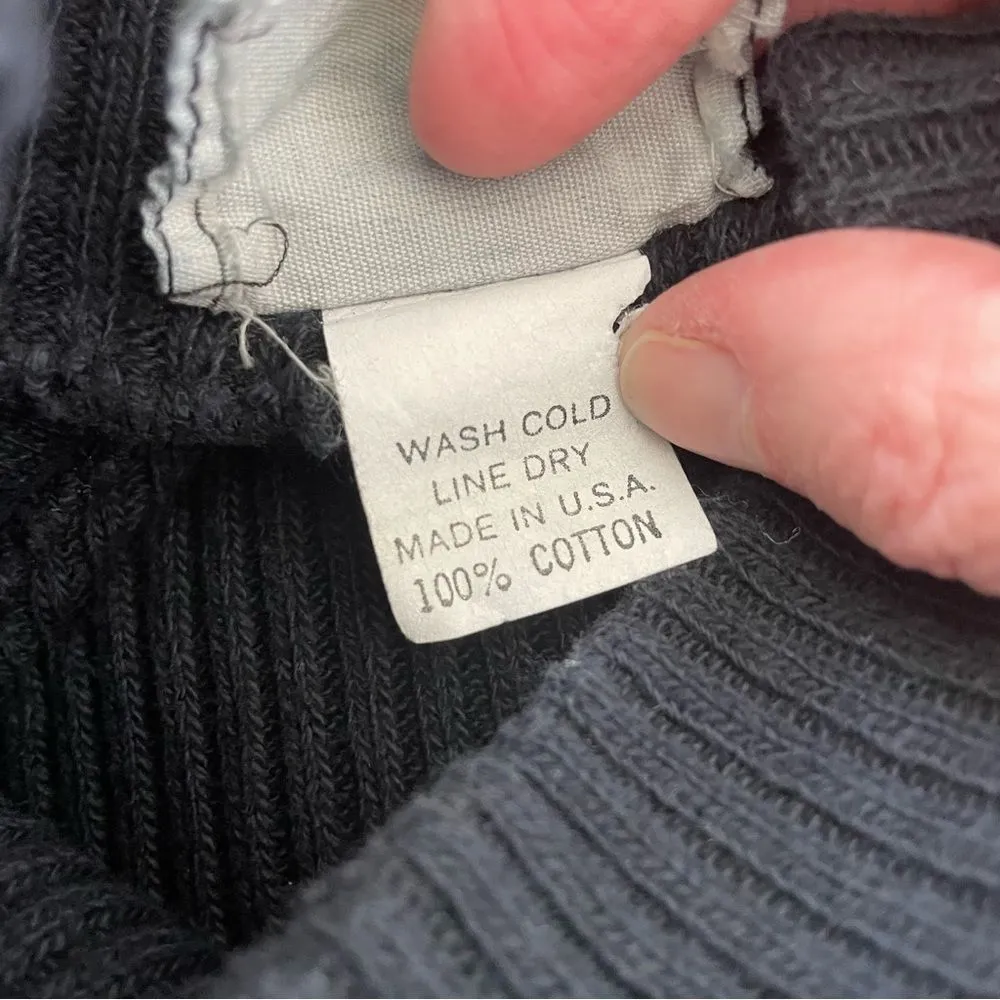 WASH COLD
LINE DRY
MADE IN U.S.A.
100% COTTON